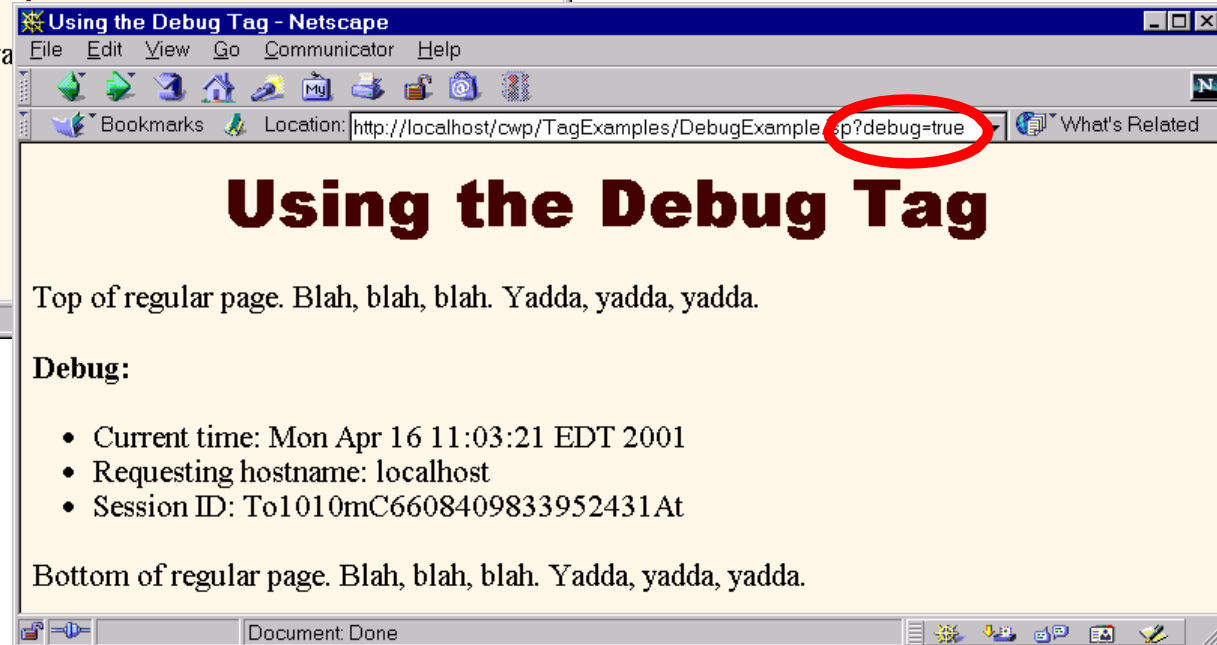 Using the Debug Tag - Netscape
File Edit View Go Communicator Help
My
N
Bookmarks Location: http://localhost/cwp/TagExamples/DebugExample.jsp?debug=true What's Related
Using the Debug Tag
Top of regular page. Blah, blah, blah. Yadda, yadda, yadda.
Debug:
• Current time: Mon Apr 16 11:03:21 EDT 2001
• Requesting hostname: localhost
• Session ID: To1010mC6608409833952431At
Bottom of regular page. Blah, blah, blah. Yadda, yadda, yadda.
Document: Done